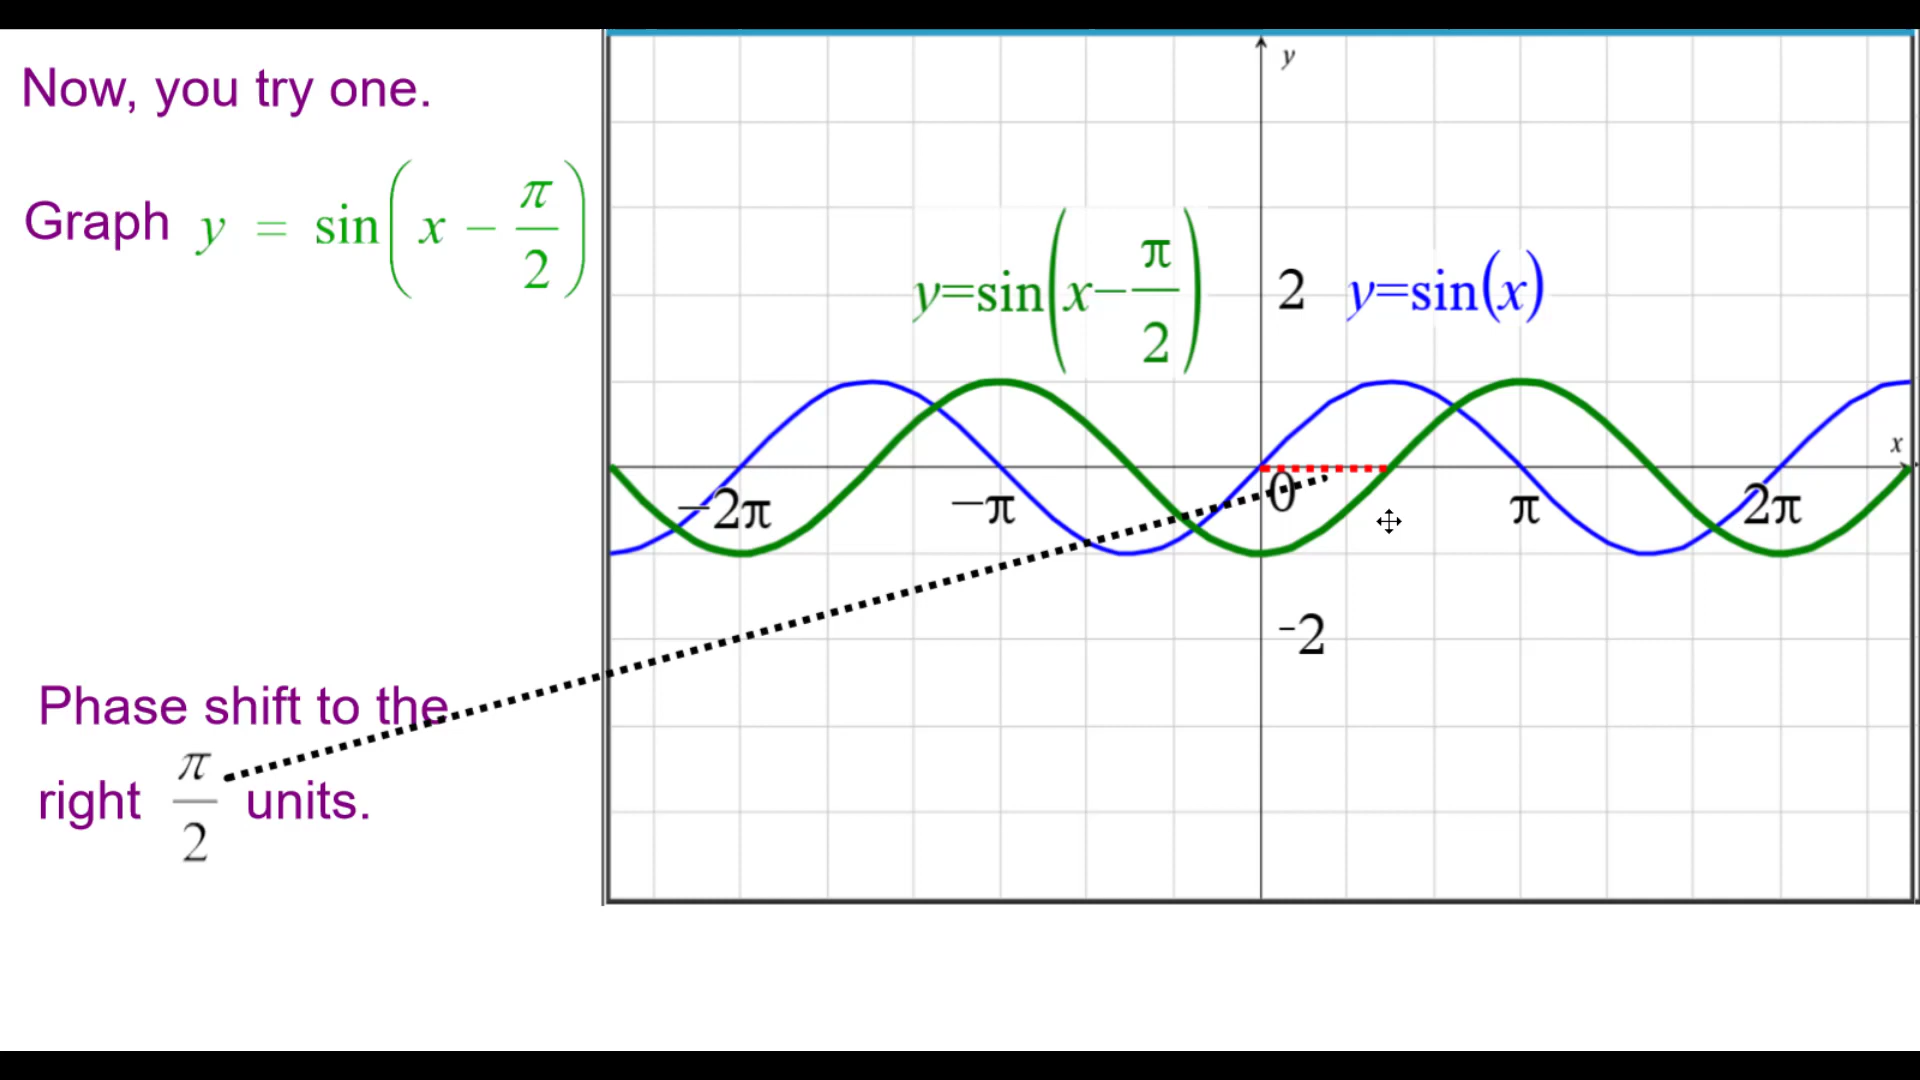 Now, you try one.
Graph y = sin(x − π/2)
Phase shift to the
right π/2 units.
y
y=sin(x−π/2)
2
y=sin(x)
x
−2π
−π
0
π
2π
-2